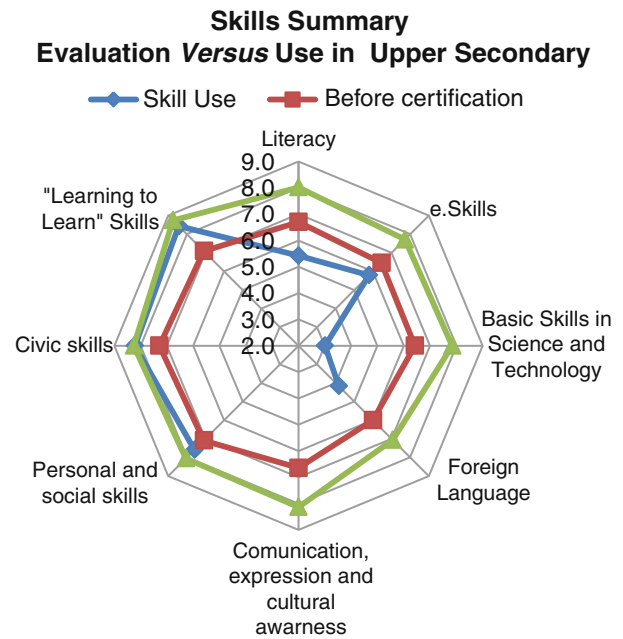 Skills Summary
Evaluation Versus Use in Upper Secondary
Skill Use
Before certification
Literacy
9.0
8.0
7.0
6.0
5.0
4.0
3.0
2.0
e.Skills
Basic Skills in
Science and
Technology
Foreign
Language
Comunication,
expression and
cultural
awarness
Personal and
social skills
Civic skills
"Learning to
Learn" Skills